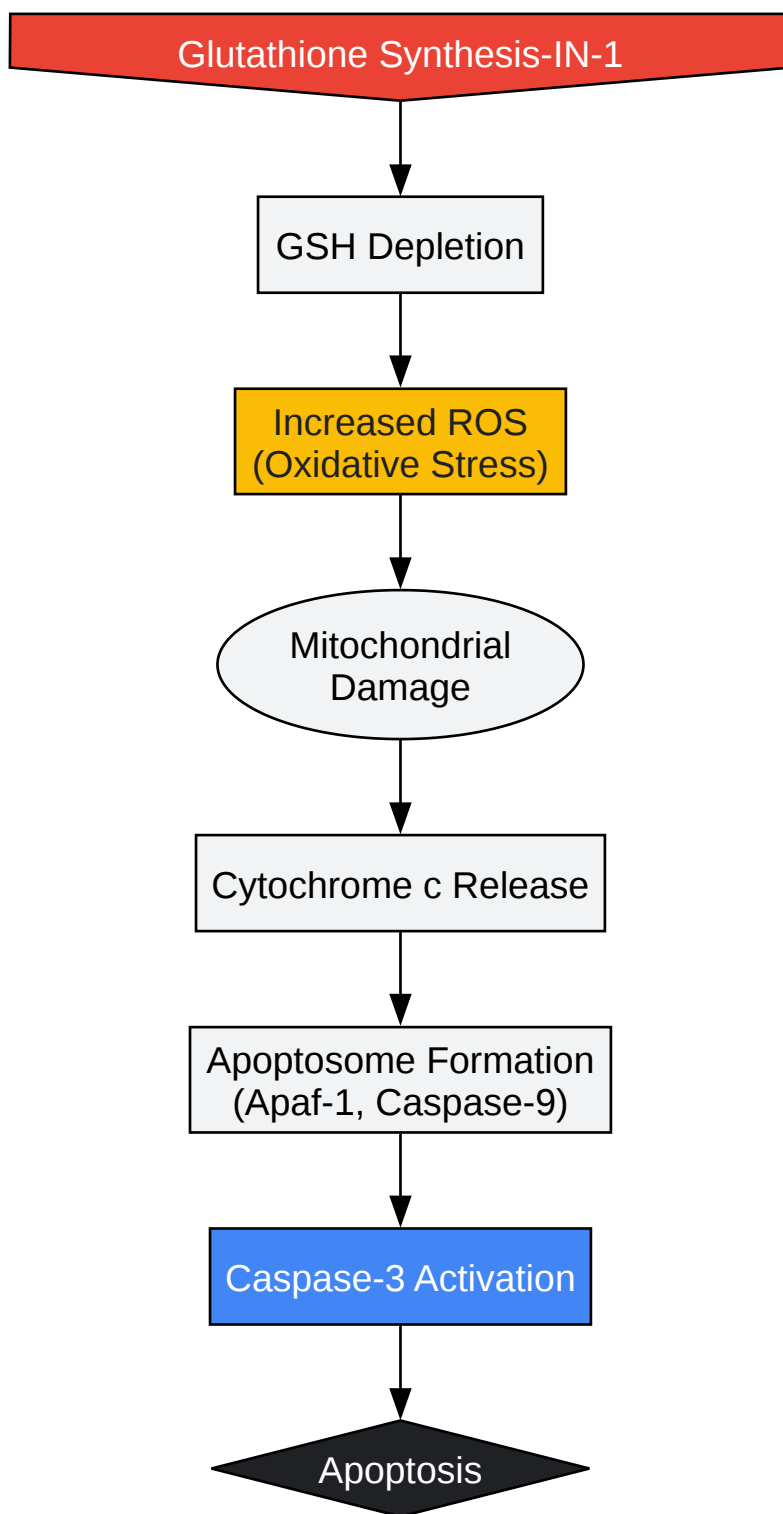 Glutathione Synthesis-IN-1
GSH Depletion
Increased ROS
(Oxidative Stress)
Mitochondrial
Damage
Cytochrome c Release
Apoptosome Formation
(Apaf-1, Caspase-9)
Caspase-3 Activation
Apoptosis